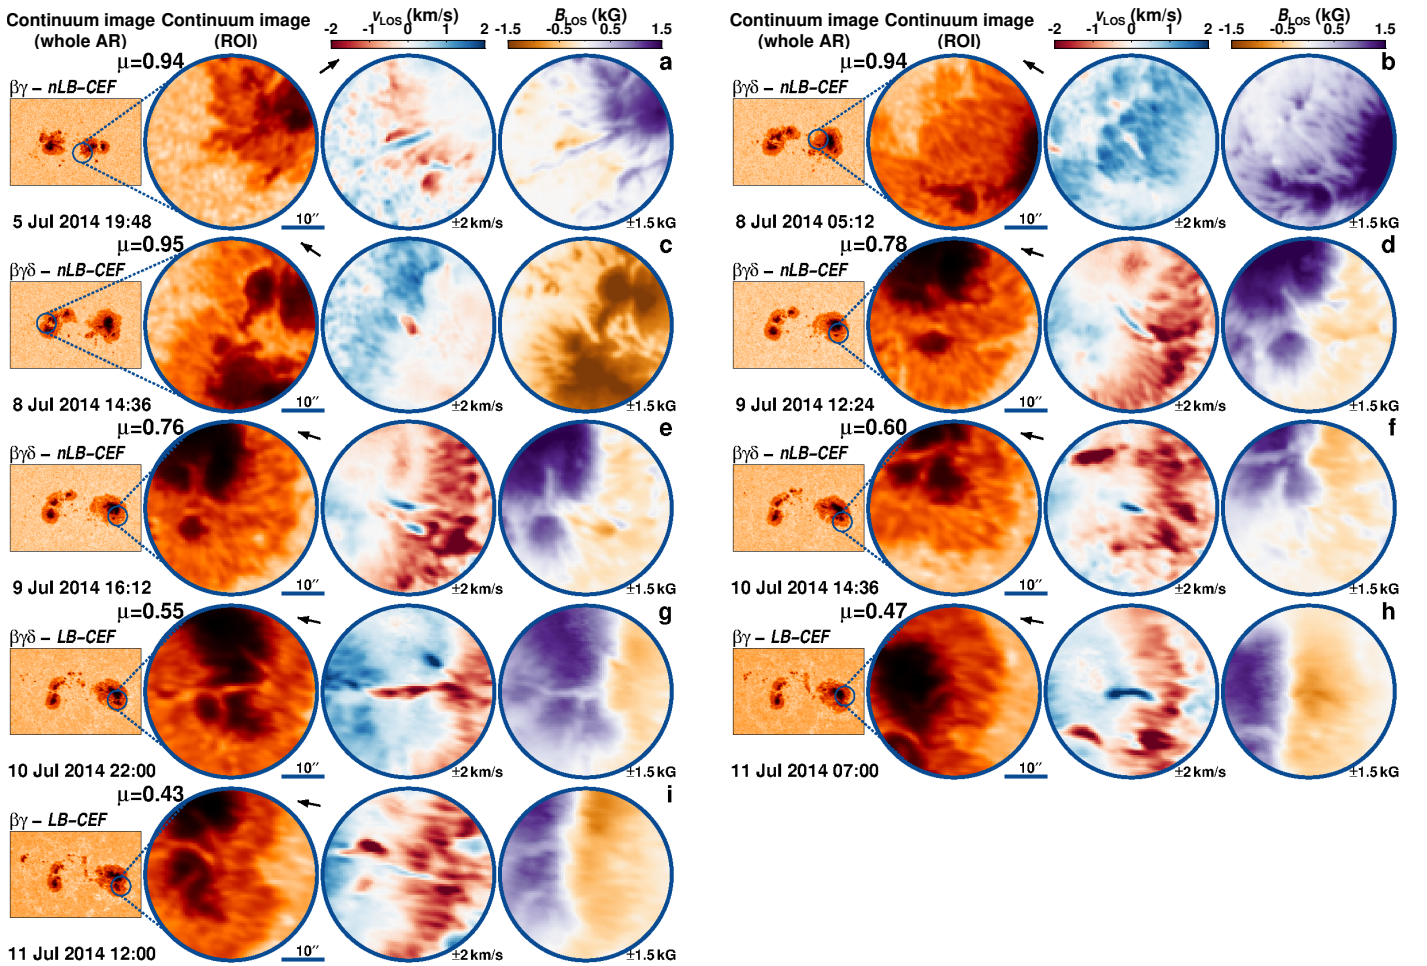 Continuum image (whole AR)
Continuum image (ROI)
vLOS (km/s)
-2 -1 0 1 2
BLOS (kG)
-1.5 -0.5 0.5 1.5
Continuum image (whole AR)
Continuum image (ROI)
vLOS (km/s)
-2 -1 0 1 2
BLOS (kG)
-1.5 -0.5 0.5 1.5
μ=0.94
a
βγ – nLB–CEF
5 Jul 2014 19:48
10″
±2 km/s
±1.5 kG
μ=0.94
b
βγδ – nLB–CEF
8 Jul 2014 05:12
10″
±2 km/s
±1.5 kG
μ=0.95
c
βγδ – nLB–CEF
8 Jul 2014 14:36
10″
±2 km/s
±1.5 kG
μ=0.78
d
βγδ – nLB–CEF
9 Jul 2014 12:24
10″
±2 km/s
±1.5 kG
μ=0.76
e
βγδ – nLB–CEF
9 Jul 2014 16:12
10″
±2 km/s
±1.5 kG
μ=0.60
f
βγδ – nLB–CEF
10 Jul 2014 14:36
10″
±2 km/s
±1.5 kG
μ=0.55
g
βγδ – LB–CEF
10 Jul 2014 22:00
10″
±2 km/s
±1.5 kG
μ=0.47
h
βγ – LB–CEF
11 Jul 2014 07:00
10″
±2 km/s
±1.5 kG
μ=0.43
i
βγ – LB–CEF
11 Jul 2014 12:00
10″
±2 km/s
±1.5 kG